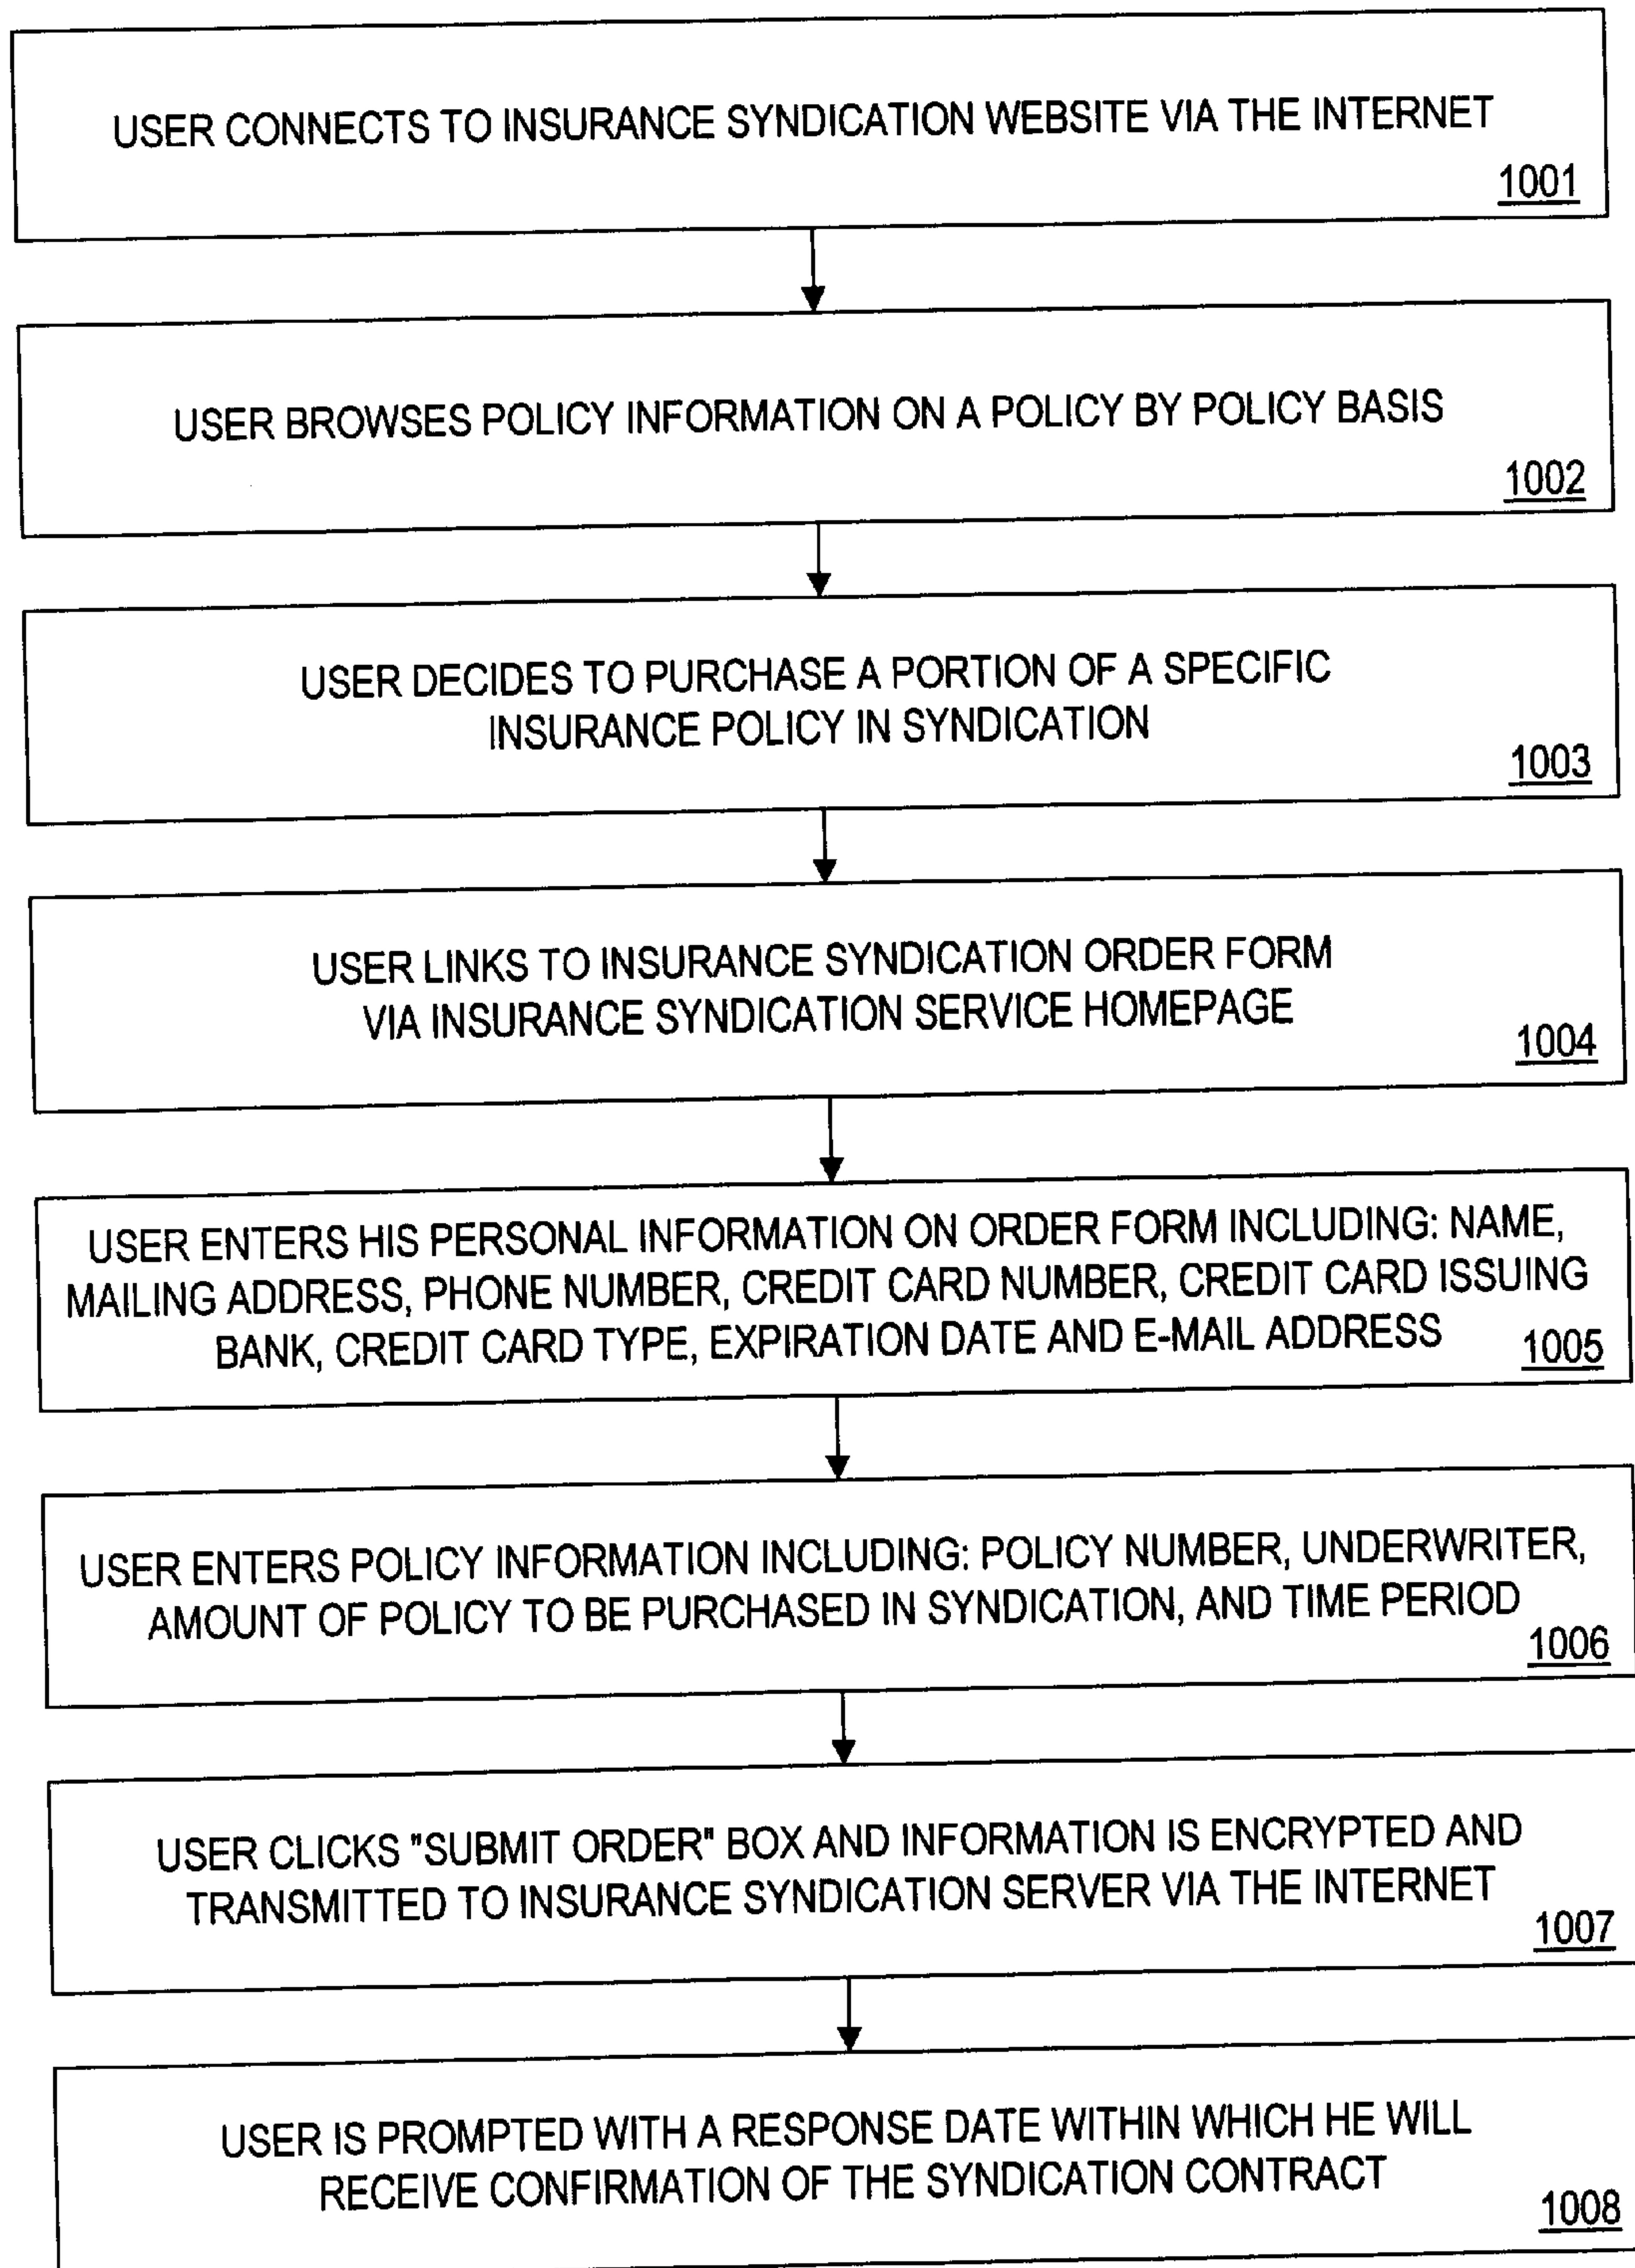 USER CONNECTS TO INSURANCE SYNDICATION WEBSITE VIA THE INTERNET
1001
USER BROWSES POLICY INFORMATION ON A POLICY BY POLICY BASIS
1002
USER DECIDES TO PURCHASE A PORTION OF A SPECIFIC
INSURANCE POLICY IN SYNDICATION
1003
USER LINKS TO INSURANCE SYNDICATION ORDER FORM
VIA INSURANCE SYNDICATION SERVICE HOMEPAGE
1004
USER ENTERS HIS PERSONAL INFORMATION ON ORDER FORM INCLUDING: NAME,
MAILING ADDRESS, PHONE NUMBER, CREDIT CARD NUMBER, CREDIT CARD ISSUING
BANK, CREDIT CARD TYPE, EXPIRATION DATE AND E-MAIL ADDRESS
1005
USER ENTERS POLICY INFORMATION INCLUDING: POLICY NUMBER, UNDERWRITER,
AMOUNT OF POLICY TO BE PURCHASED IN SYNDICATION, AND TIME PERIOD
1006
USER CLICKS "SUBMIT ORDER" BOX AND INFORMATION IS ENCRYPTED AND
TRANSMITTED TO INSURANCE SYNDICATION SERVER VIA THE INTERNET
1007
USER IS PROMPTED WITH A RESPONSE DATE WITHIN WHICH HE WILL
RECEIVE CONFIRMATION OF THE SYNDICATION CONTRACT
1008